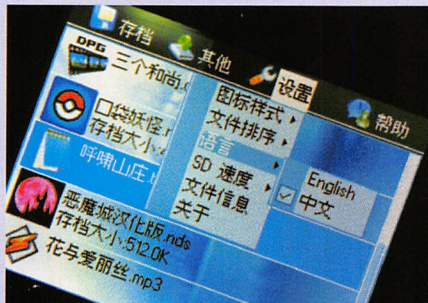 存档
其他
设置
帮助
DPG
三个和尚.
口袋妖怪.
存档大小:
呼啸山庄.
恶魔城汉化版.nds
存档大小:512.0K
花与爱丽丝.mp3
图标样式
文件排序
语言
SD 速度
文件信息
关于
English
中文